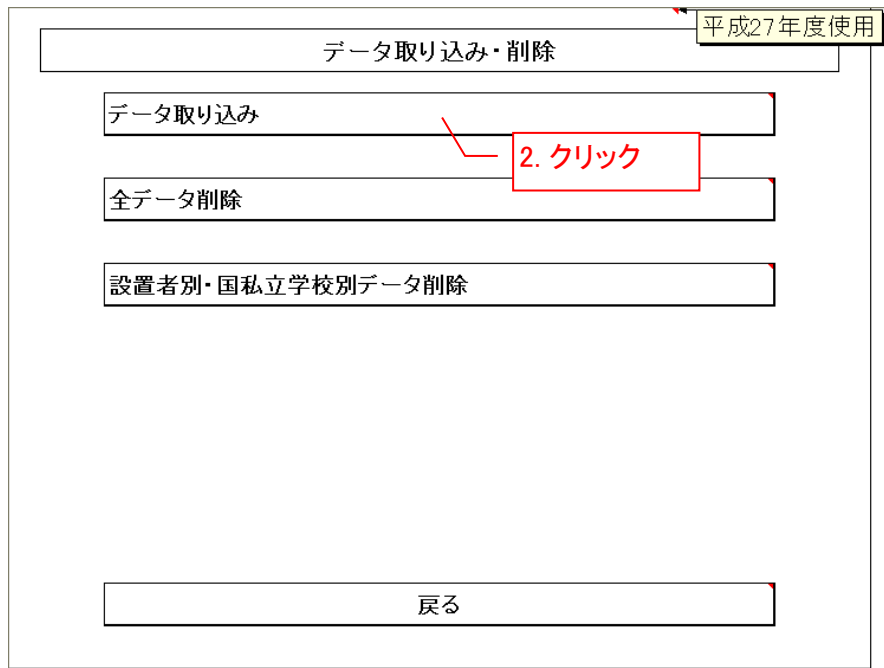 平成27年度使用
データ取り込み・削除
データ取り込み
2. クリック
全データ削除
設置者別・国私立学校別データ削除
戻る